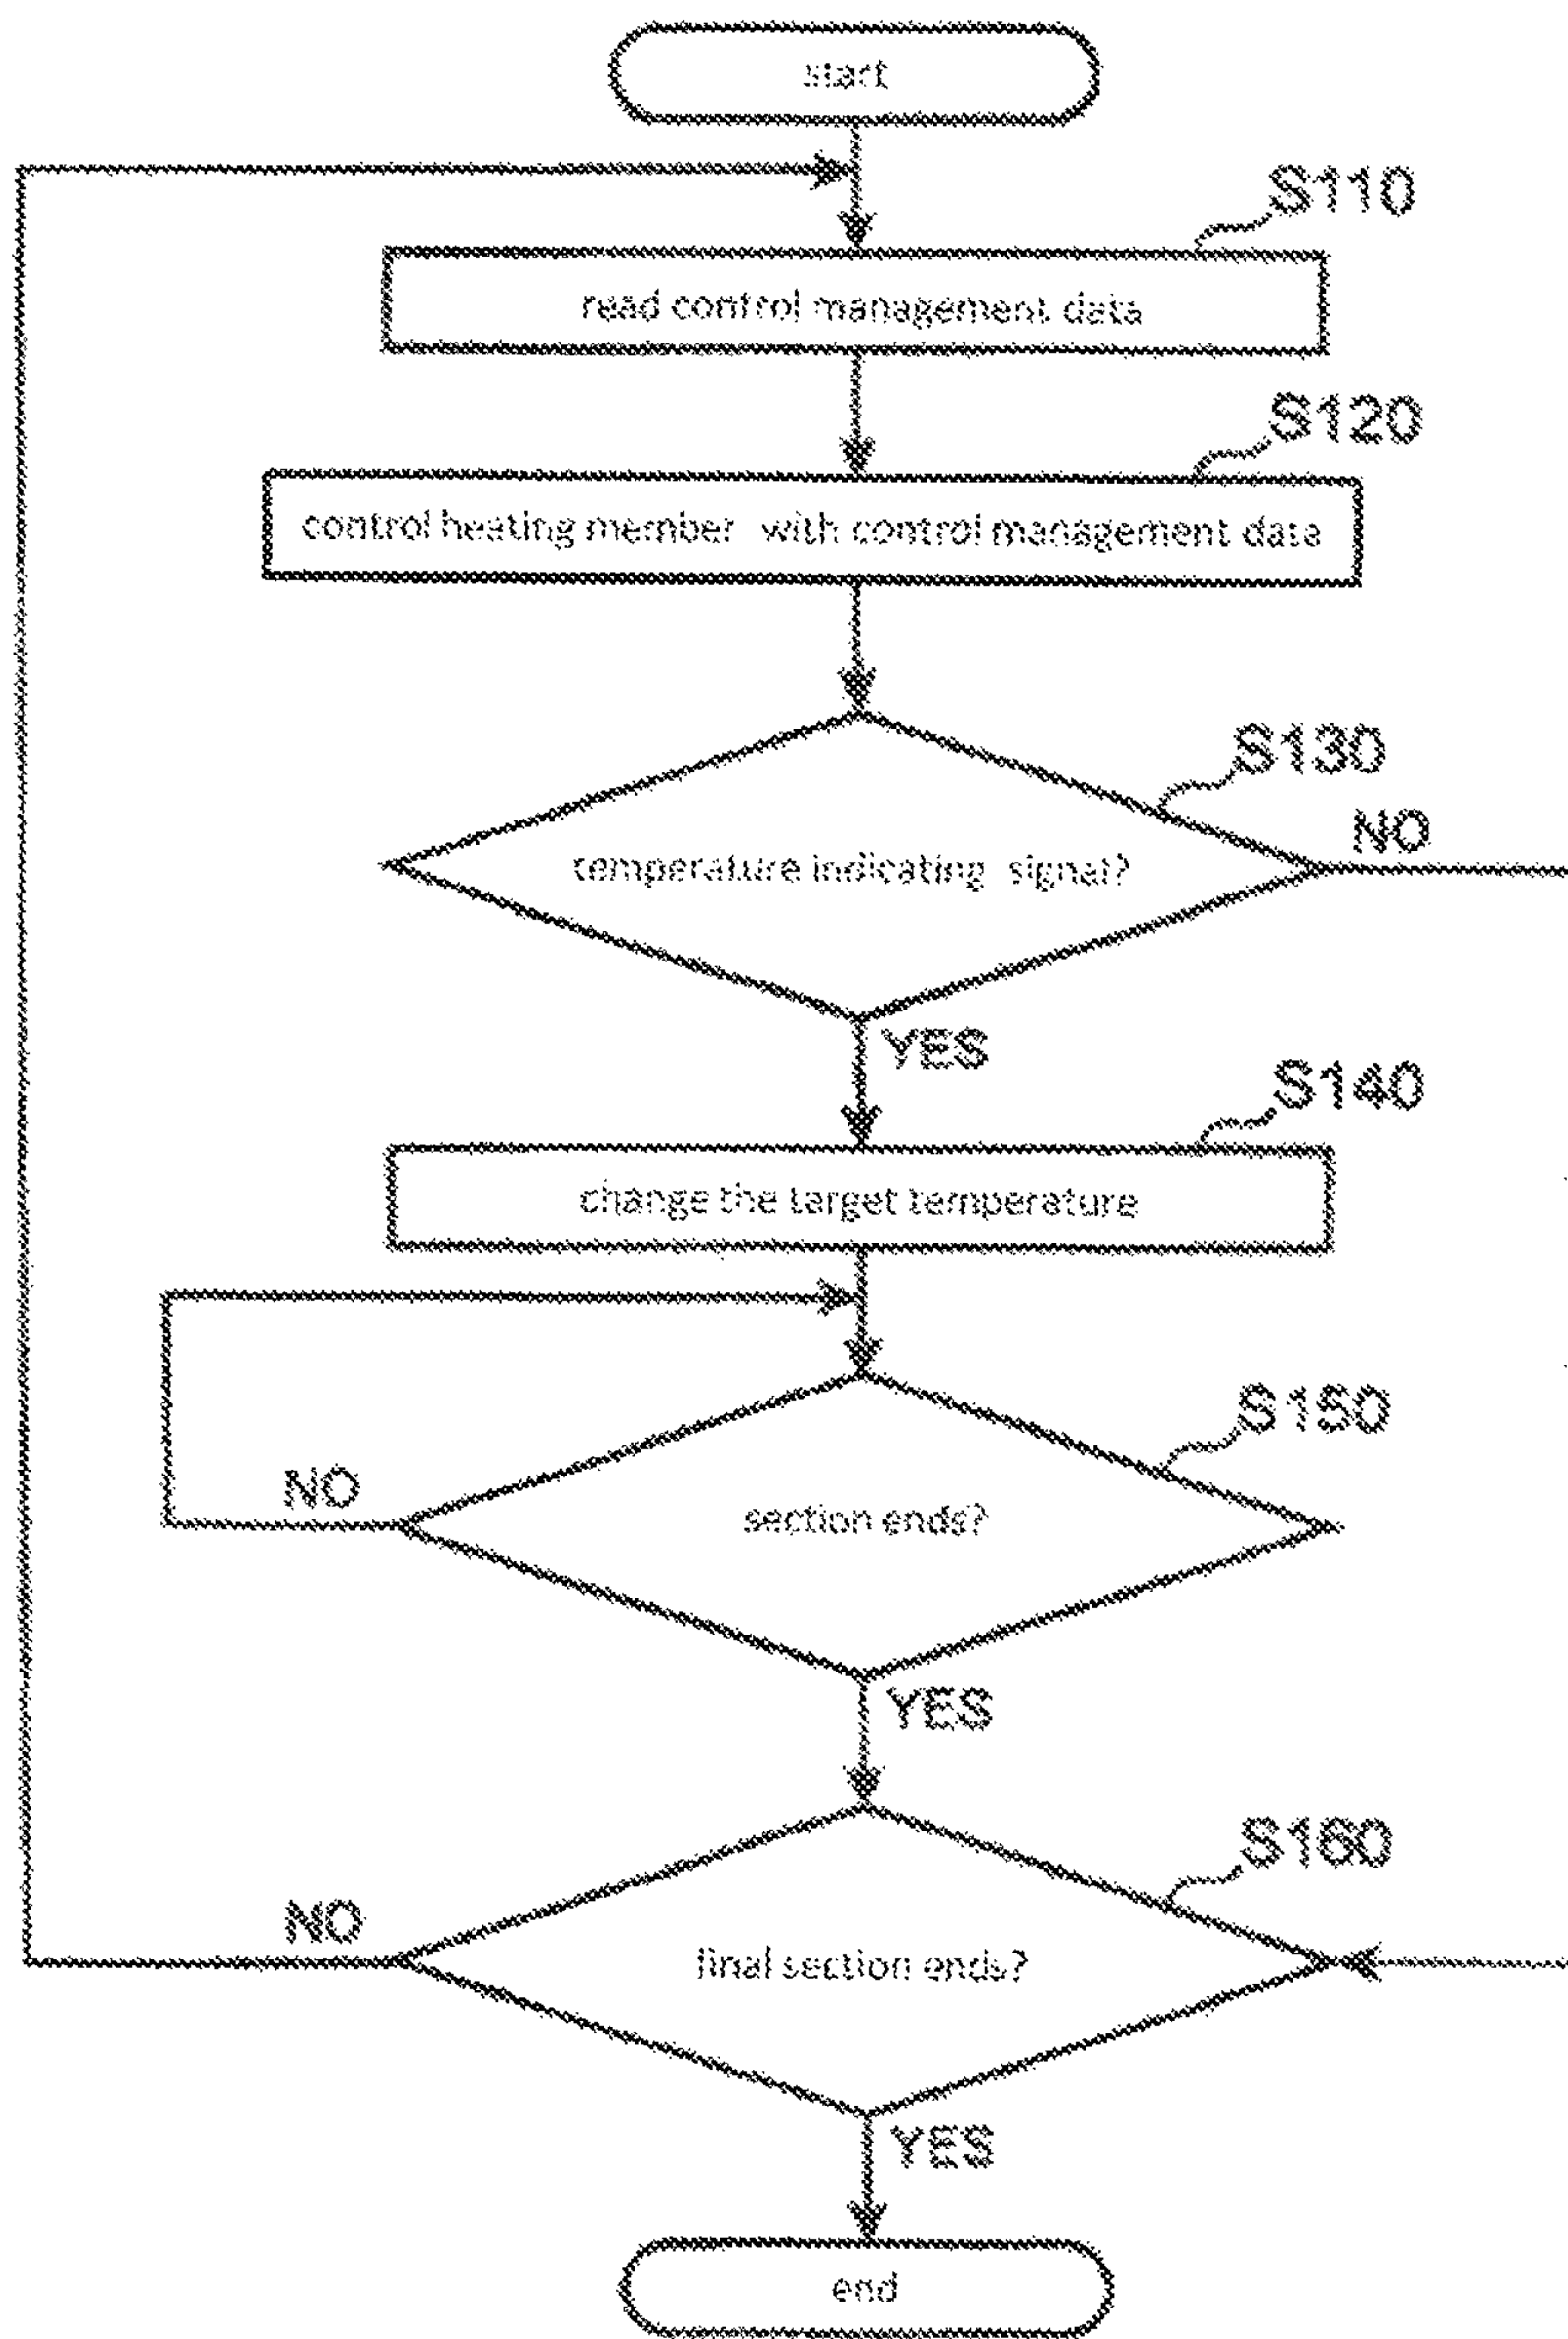 start
S110
read control management data
S120
control heating member with control management data
S130
NO
temperature indicating signal?
YES
S140
change the target temperature
S150
NO
section ends?
YES
S160
NO
final section ends?
YES
end